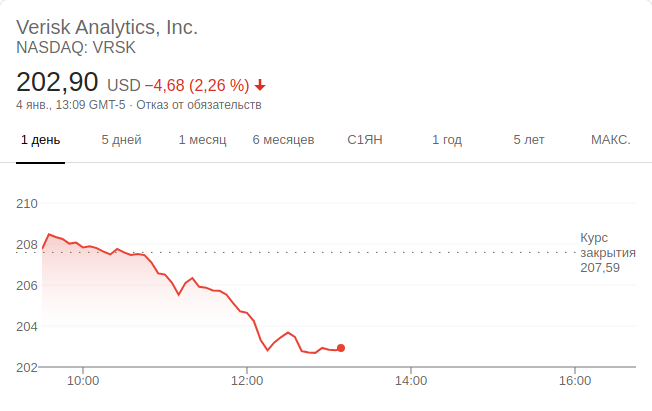 Verisk Analytics, Inc.
NASDAQ: VRSK
202,90 USD −4,68 (2,26 %)
4 янв., 13:09 GMT-5 · Отказ от обязательств
1 день 5 дней 1 месяц 6 месяцев С1ЯН 1 год 5 лет МАКС.
210
208
206
204
202
Курс
закрытия
207,59
10:00 12:00 14:00 16:00